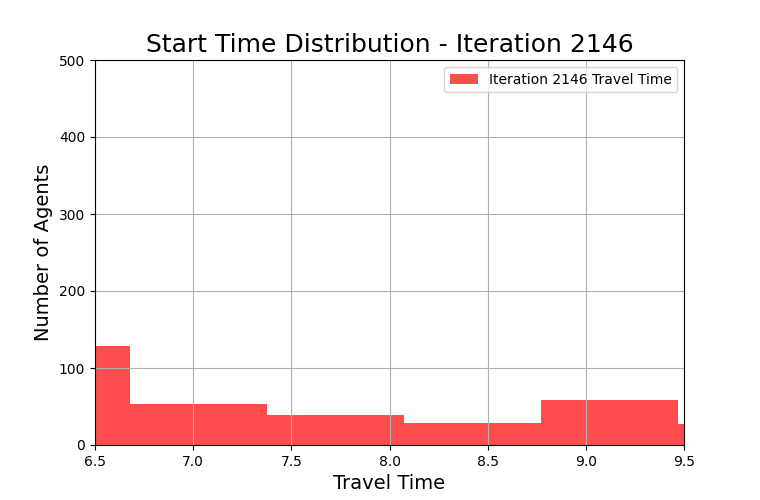 Start Time Distribution - Iteration 2146
500
400
300
200
100
0
Number of Agents
Iteration 2146 Travel Time
6.5 7.0 7.5 8.0 8.5 9.0 9.5
Travel Time